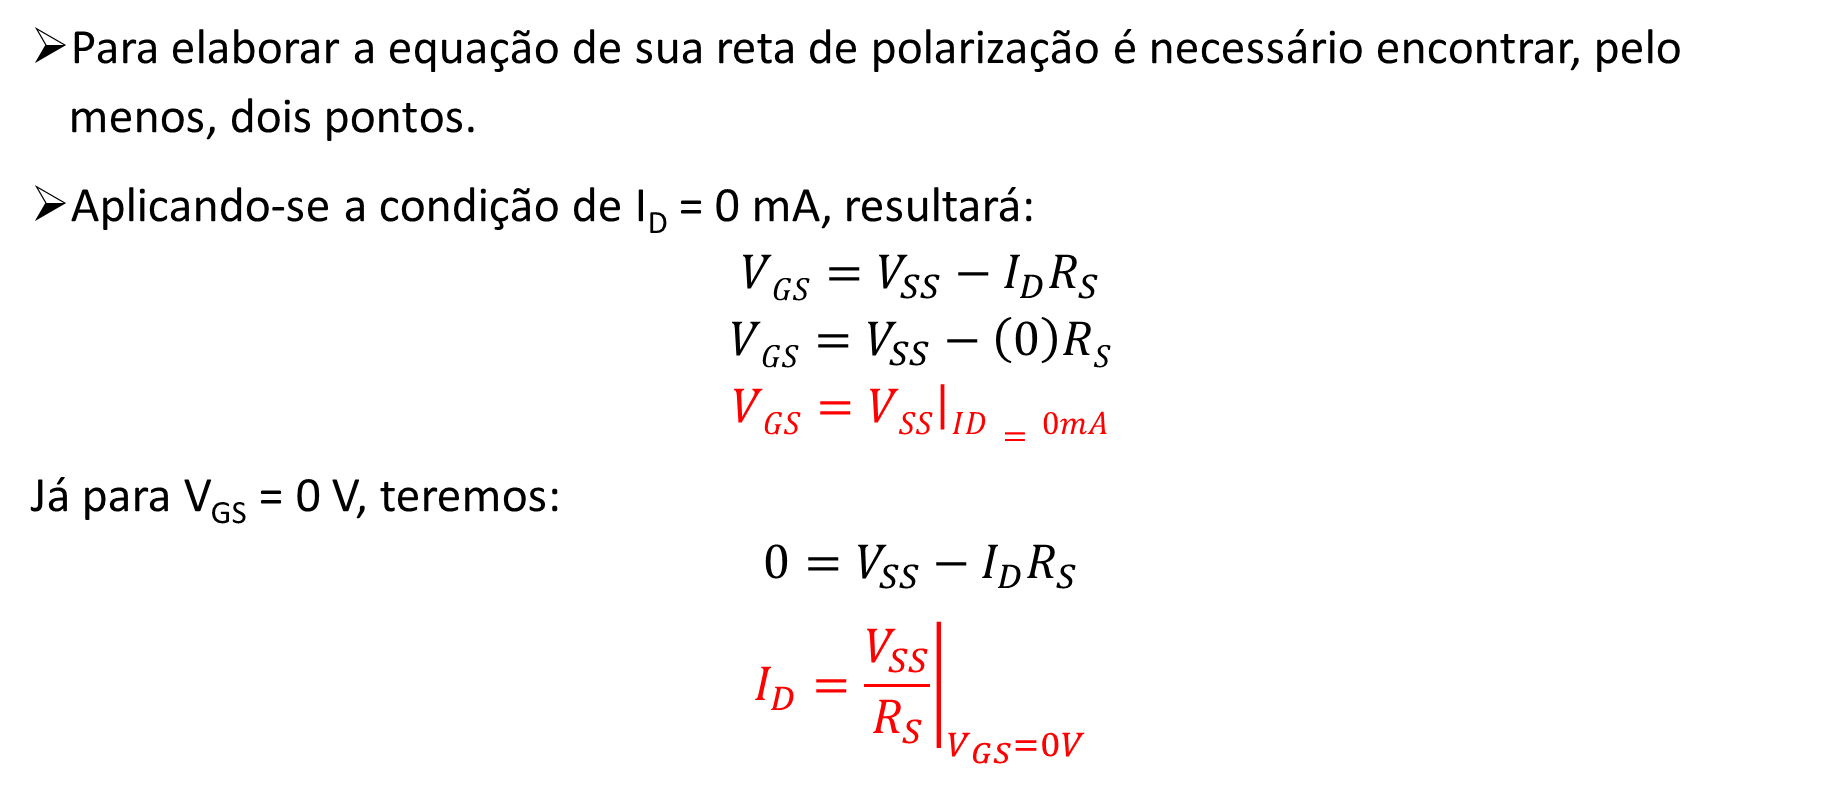 ➢Para elaborar a equação de sua reta de polarização é necessário encontrar, pelo
menos, dois pontos.
➢Aplicando-se a condição de I_D = 0 mA, resultará:
V_GS = V_SS − I_D R_S
V_GS = V_SS − (0)R_S
V_GS = V_SS|_ID = 0mA
Já para V_GS = 0 V, teremos:
0 = V_SS − I_D R_S
I_D = V_SS/R_S|_V_GS=0V